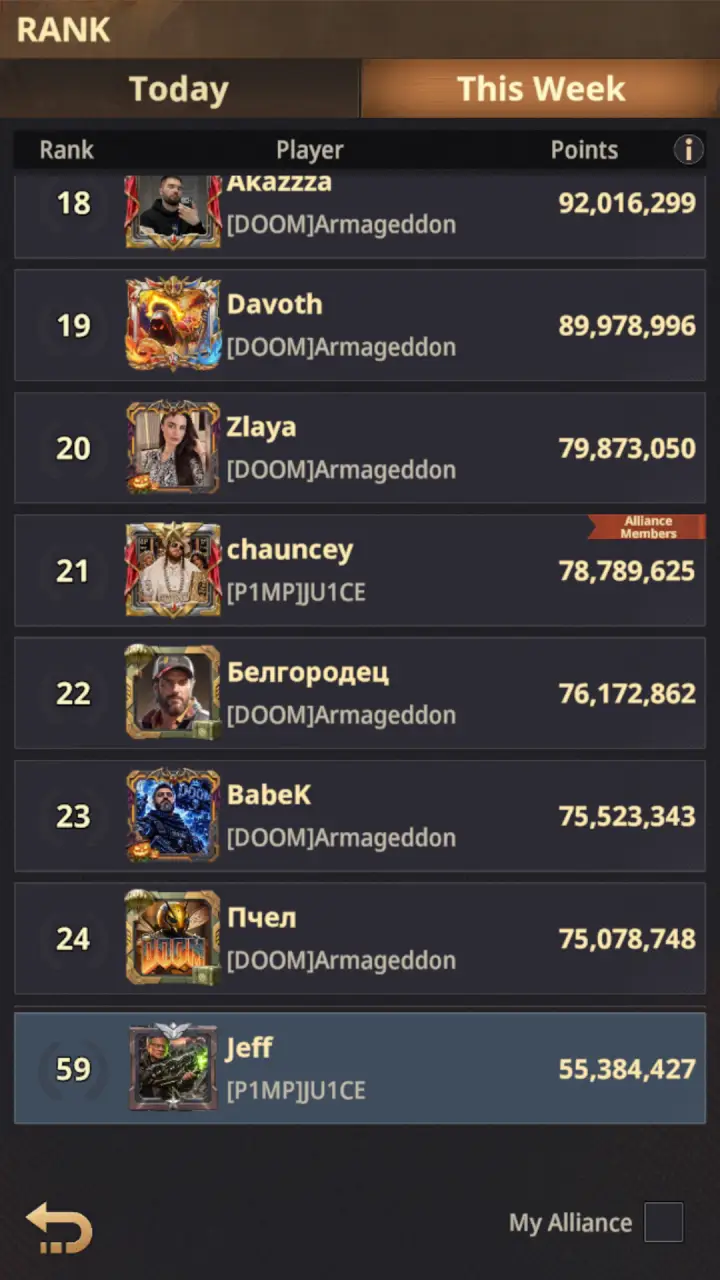 RANK
Today
This Week
Rank
Player
Points
i
18
Akazzza
[DOOM]Armageddon
92,016,299
19
Davoth
[DOOM]Armageddon
89,978,996
20
Zlaya
[DOOM]Armageddon
79,873,050
Alliance
Members
21
chauncey
[P1MP]JU1CE
78,789,625
22
Белгородец
[DOOM]Armageddon
76,172,862
23
DOOM
BabeK
[DOOM]Armageddon
75,523,343
24
DOOM
Пчел
[DOOM]Armageddon
75,078,748
59
Jeff
[P1MP]JU1CE
55,384,427
My Alliance